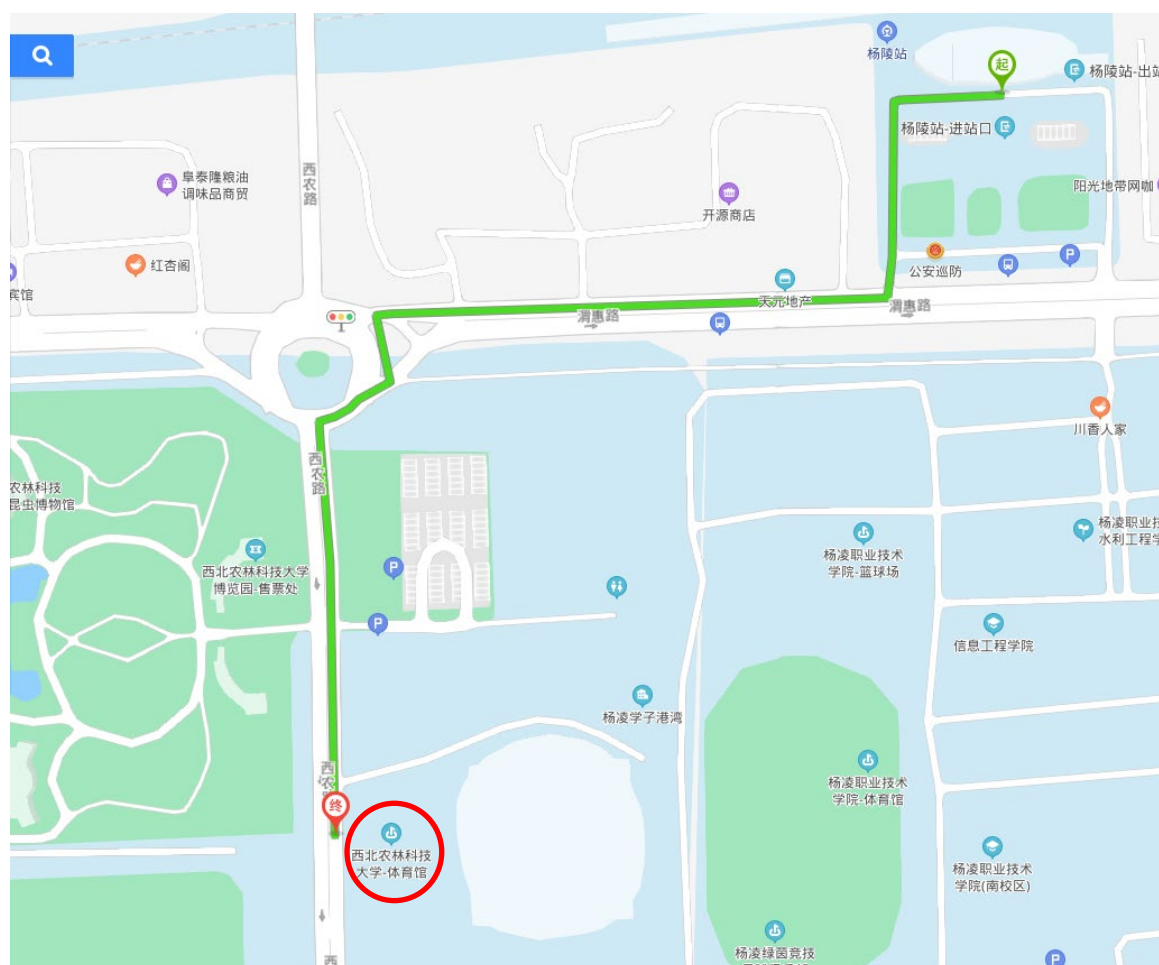 杨陵站
起
杨陵站-出站
杨陵站-进站口
西农路
阜泰隆粮油
调味品商贸
阳光地带网咖
开源商店
红杏阁
公安巡防
P
宾馆
天元地产
渭惠路
渭惠路
川香人家
西农路
农林科技
昆虫博物馆
杨凌职业技
水利工程学
杨凌职业技术
学院-篮球场
西北农林科技大学
博览园-售票处
P
P
信息工程学院
杨凌学子港湾
西农路
杨凌职业技术
学院-体育馆
终
西北农林科技
大学-体育馆
杨凌职业技术
学院(南校区)
杨凌绿茵竞技
P
西